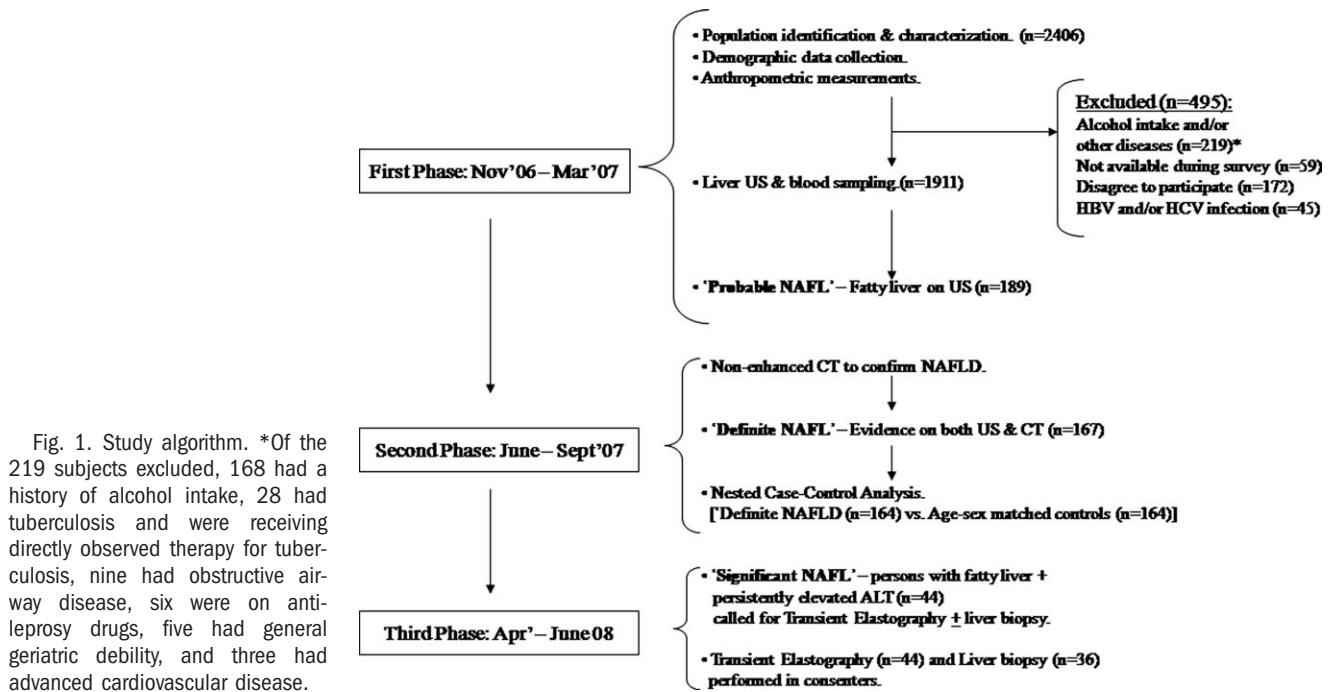 • Population identification & characterization. (n=2406)
• Demographic data collection.
• Anthropometric measurements.
Excluded (n=495):
Alcohol intake and/or
other diseases (n=219)*
Not available during survey (n=59)
Disagree to participate (n=172)
HBV and/or HCV infection (n=45)
First Phase: Nov'06 – Mar'07
• Liver US & blood sampling.(n=1911)
• 'Probable NAFL' – Fatty liver on US (n=189)
• Non-enhanced CT to confirm NAFLD.
Second Phase: June – Sept'07
• 'Definite NAFL' – Evidence on both US & CT (n=167)
• Nested Case-Control Analysis.
['Definite NAFLD (n=164) vs. Age-sex matched controls (n=164)]
Third Phase: Apr' – June 08
• 'Significant NAFL' – persons with fatty liver +
persistently elevated ALT (n=44)
called for Transient Elastography ± liver biopsy.
• Transient Elastography (n=44) and Liver biopsy (n=36)
performed in consenters.
Fig. 1. Study algorithm. *Of the
219 subjects excluded, 168 had a
history of alcohol intake, 28 had
tuberculosis and were receiving
directly observed therapy for tuber-
culosis, nine had obstructive air-
way disease, six were on anti-
leprosy drugs, five had general
geriatric debility, and three had
advanced cardiovascular disease.